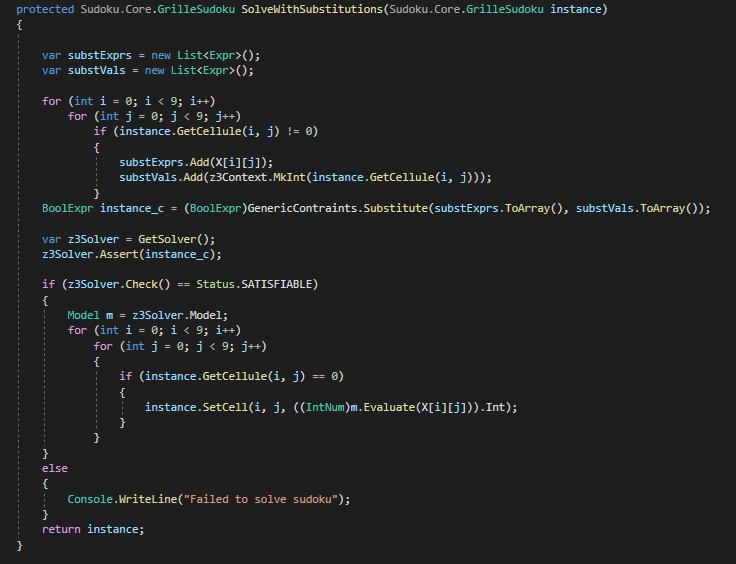 protected Sudoku.Core.GrilleSudoku SolveWithSubstitutions(Sudoku.Core.GrilleSudoku instance)
{
var substExprs = new List<Expr>();
var substVals = new List<Expr>();
for (int i = 0; i < 9; i++)
for (int j = 0; j < 9; j++)
if (instance.GetCellule(i, j) != 0)
{
substExprs.Add(X[i][j]);
substVals.Add(z3Context.MkInt(instance.GetCellule(i, j)));
}
BoolExpr instance_c = (BoolExpr)GenericContraints.Substitute(substExprs.ToArray(), substVals.ToArray());
var z3Solver = GetSolver();
z3Solver.Assert(instance_c);
if (z3Solver.Check() == Status.SATISFIABLE)
{
Model m = z3Solver.Model;
for (int i = 0; i < 9; i++)
for (int j = 0; j < 9; j++)
{
if (instance.GetCellule(i, j) == 0)
{
instance.SetCell(i, j, ((IntNum)m.Evaluate(X[i][j])).Int);
}
}
}
else
{
Console.WriteLine("Failed to solve sudoku");
}
return instance;
}